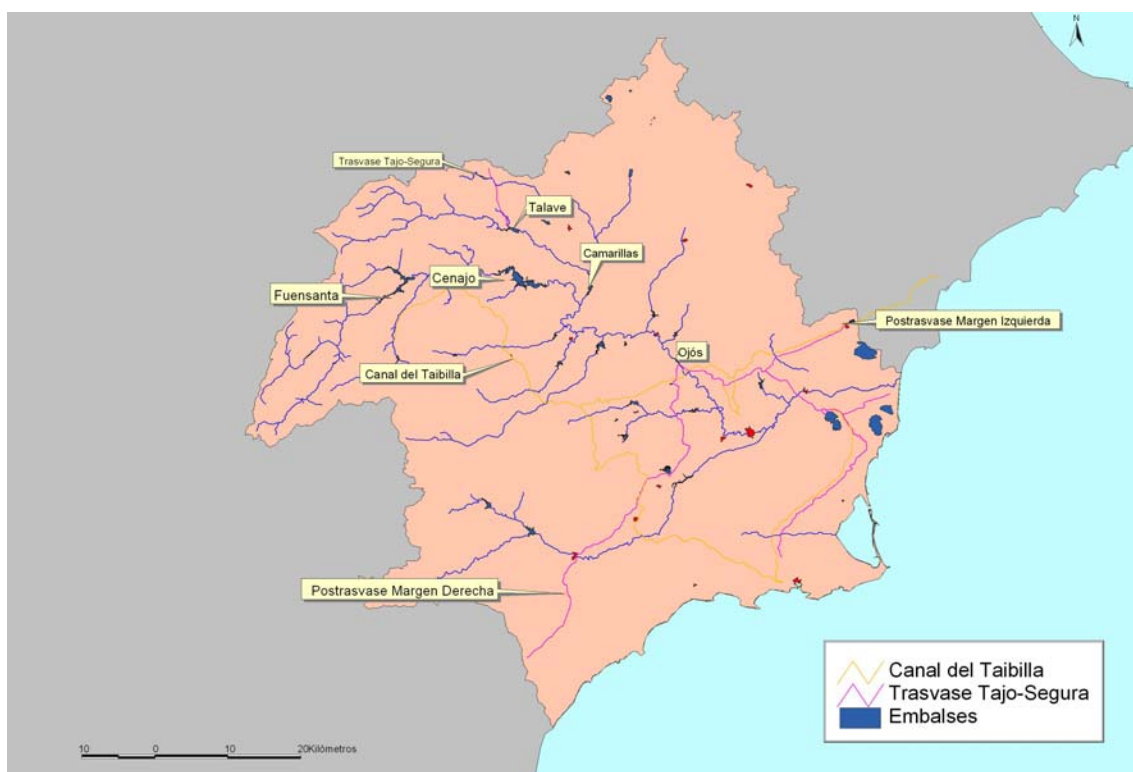 N
Trasvase Tajo-Segura
Talave
Camarillas
Cenajo
Fuensanta
Postrasvase Margen Izquierda
Ojós
Canal del Taibilla
Postrasvase Margen Derecha
Canal del Taibilla
Trasvase Tajo-Segura
Embalses
10 0 10 20Kilómetros